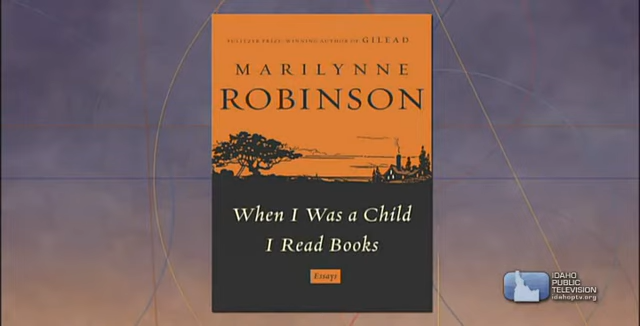 PULITZER PRIZE-WINNING AUTHOR OF GILEAD
MARILYNNE
ROBINSON
When I Was a Child
I Read Books
Essays
IDAHO
PUBLIC
TELEVISION
idahoptv.org